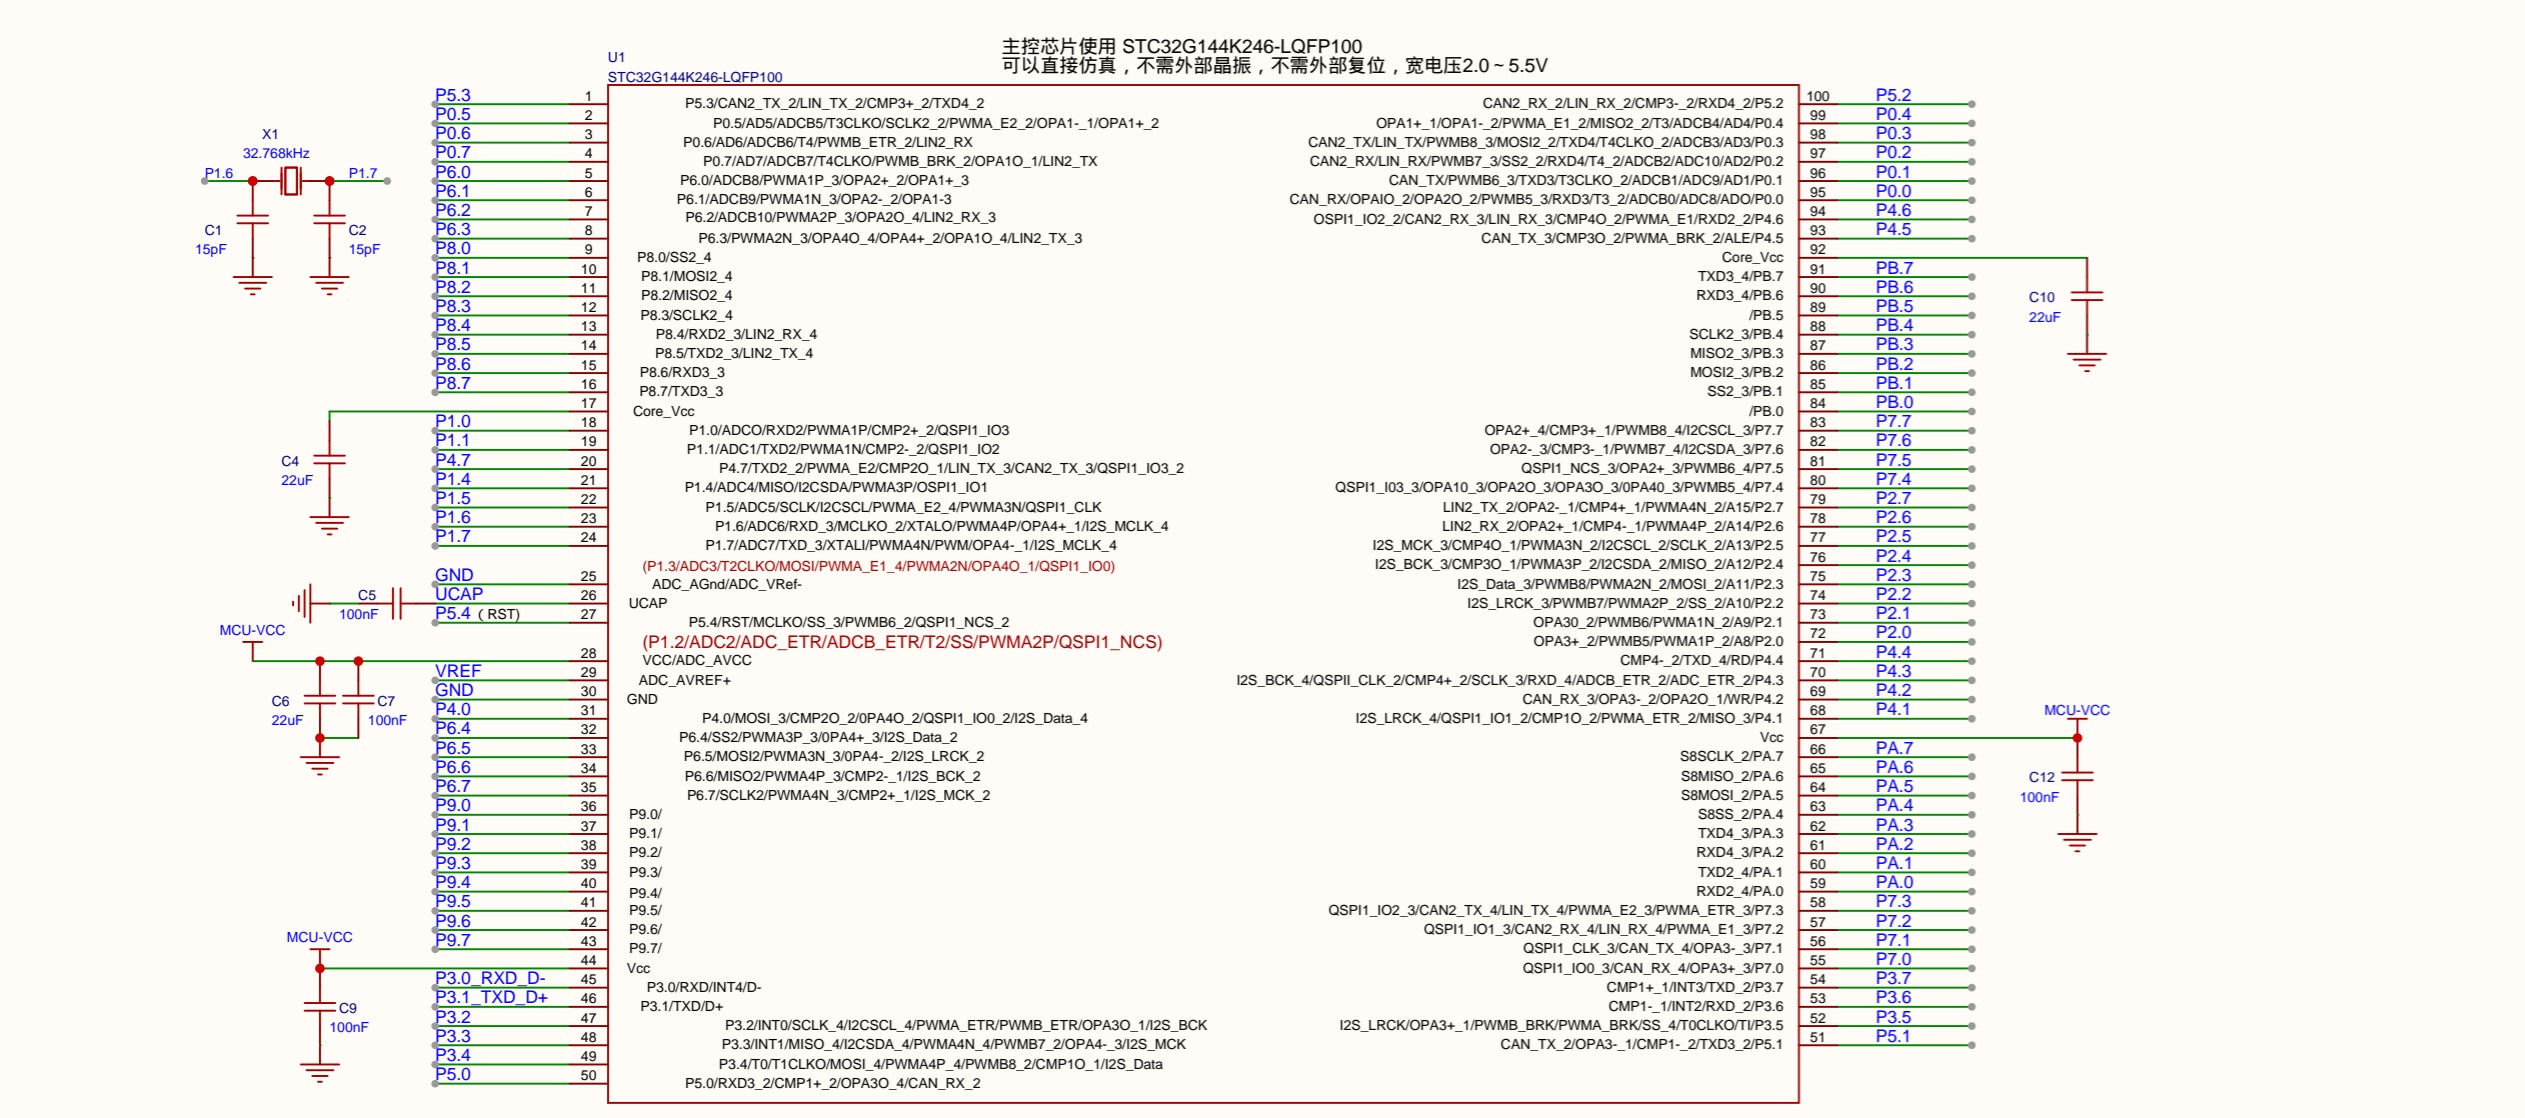 主控芯片使用 STC32G144K246-LQFP100
可以直接仿真，不需外部晶振，不需外部复位，宽电压2.0～5.5V
U1
STC32G144K246-LQFP100
X1
32.768kHz
P1.6
P1.7
C1
15pF
C2
15pF
C4
22uF
C5
100nF
MCU-VCC
C6
22uF
C7
100nF
MCU-VCC
C9
100nF
P5.3 1 P5.3/CAN2_TX_2/LIN_TX_2/CMP3+_2/TXD4_2
P0.5 2 P0.5/AD5/ADCB5/T3CLKO/SCLK2_2/PWMA_E2_2/OPA1-_1/OPA1+_2
P0.6 3 P0.6/AD6/ADCB6/T4/PWMB_ETR_2/LIN2_RX
P0.7 4 P0.7/AD7/ADCB7/T4CLKO/PWMB_BRK_2/OPA1O_1/LIN2_TX
P6.0 5 P6.0/ADCB8/PWMA1P_3/OPA2+_2/OPA1+_3
P6.1 6 P6.1/ADCB9/PWMA1N_3/OPA2-_2/OPA1-3
P6.2 7 P6.2/ADCB10/PWMA2P_3/OPA2O_4/LIN2_RX_3
P6.3 8 P6.3/PWMA2N_3/OPA4O_4/OPA4+_2/OPA1O_4/LIN2_TX_3
P8.0 9 P8.0/SS2_4
P8.1 10 P8.1/MOSI2_4
P8.2 11 P8.2/MISO2_4
P8.3 12 P8.3/SCLK2_4
P8.4 13 P8.4/RXD2_3/LIN2_RX_4
P8.5 14 P8.5/TXD2_3/LIN2_TX_4
P8.6 15 P8.6/RXD3_3
P8.7 16 P8.7/TXD3_3
17 Core_Vcc
P1.0 18 P1.0/ADCO/RXD2/PWMA1P/CMP2+_2/QSPI1_IO3
P1.1 19 P1.1/ADC1/TXD2/PWMA1N/CMP2-_2/QSPI1_IO2
P4.7 20 P4.7/TXD2_2/PWMA_E2/CMP2O_1/LIN_TX_3/CAN2_TX_3/QSPI1_IO3_2
P1.4 21 P1.4/ADC4/MISO/I2CSDA/PWMA3P/OSPI1_IO1
P1.5 22 P1.5/ADC5/SCLK/I2CSCL/PWMA_E2_4/PWMA3N/QSPI1_CLK
P1.6 23 P1.6/ADC6/RXD_3/MCLKO_2/XTALO/PWMA4P/OPA4+_1/I2S_MCLK_4
P1.7 24 P1.7/ADC7/TXD_3/XTALI/PWMA4N/PWM/OPA4-_1/I2S_MCLK_4
(P1.3/ADC3/T2CLKO/MOSI/PWMA_E1_4/PWMA2N/OPA4O_1/QSPI1_IO0)
GND 25 ADC_AGnd/ADC_VRef-
UCAP 26 UCAP
P5.4 ( RST) 27 P5.4/RST/MCLKO/SS_3/PWMB6_2/QSPI1_NCS_2
(P1.2/ADC2/ADC_ETR/ADCB_ETR/T2/SS/PWMA2P/QSPI1_NCS)
28 VCC/ADC_AVCC
VREF 29 ADC_AVREF+
GND 30 GND
P4.0 31 P4.0/MOSI_3/CMP2O_2/0PA4O_2/QSPI1_IO0_2/I2S_Data_4
P6.4 32 P6.4/SS2/PWMA3P_3/0PA4+_3/I2S_Data_2
P6.5 33 P6.5/MOSI2/PWMA3N_3/0PA4-_2/I2S_LRCK_2
P6.6 34 P6.6/MISO2/PWMA4P_3/CMP2-_1/I2S_BCK_2
P6.7 35 P6.7/SCLK2/PWMA4N_3/CMP2+_1/I2S_MCK_2
P9.0 36 P9.0/
P9.1 37 P9.1/
P9.2 38 P9.2/
P9.3 39 P9.3/
P9.4 40 P9.4/
P9.5 41 P9.5/
P9.6 42 P9.6/
P9.7 43 P9.7/
44 Vcc
P3.0_RXD_D- 45 P3.0/RXD/INT4/D-
P3.1_TXD_D+ 46 P3.1/TXD/D+
P3.2 47 P3.2/INT0/SCLK_4/I2CSCL_4/PWMA_ETR/PWMB_ETR/OPA3O_1/I2S_BCK
P3.3 48 P3.3/INT1/MISO_4/I2CSDA_4/PWMA4N_4/PWMB7_2/OPA4-_3/I2S_MCK
P3.4 49 P3.4/T0/T1CLKO/MOSI_4/PWMA4P_4/PWMB8_2/CMP1O_1/I2S_Data
P5.0 50 P5.0/RXD3_2/CMP1+_2/OPA3O_4/CAN_RX_2
CAN2_RX_2/LIN_RX_2/CMP3-_2/RXD4_2/P5.2 100 P5.2
OPA1+_1/OPA1-_2/PWMA_E1_2/MISO2_2/T3/ADCB4/AD4/P0.4 99 P0.4
CAN2_TX/LIN_TX/PWMB8_3/MOSI2_2/TXD4/T4CLKO_2/ADCB3/AD3/P0.3 98 P0.3
CAN2_RX/LIN_RX/PWMB7_3/SS2_2/RXD4/T4_2/ADCB2/ADC10/AD2/P0.2 97 P0.2
CAN_TX/PWMB6_3/TXD3/T3CLKO_2/ADCB1/ADC9/AD1/P0.1 96 P0.1
CAN_RX/OPAIO_2/OPA2O_2/PWMB5_3/RXD3/T3_2/ADCB0/ADC8/ADO/P0.0 95 P0.0
OSPI1_IO2_2/CAN2_RX_3/LIN_RX_3/CMP4O_2/PWMA_E1/RXD2_2/P4.6 94 P4.6
CAN_TX_3/CMP3O_2/PWMA_BRK_2/ALE/P4.5 93 P4.5
Core_Vcc 92
TXD3_4/PB.7 91 PB.7
RXD3_4/PB.6 90 PB.6
/PB.5 89 PB.5
SCLK2_3/PB.4 88 PB.4
MISO2_3/PB.3 87 PB.3
MOSI2_3/PB.2 86 PB.2
SS2_3/PB.1 85 PB.1
/PB.0 84 PB.0
OPA2+_4/CMP3+_1/PWMB8_4/I2CSCL_3/P7.7 83 P7.7
OPA2-_3/CMP3-_1/PWMB7_4/I2CSDA_3/P7.6 82 P7.6
QSPI1_NCS_3/OPA2+_3/PWMB6_4/P7.5 81 P7.5
QSPI1_I03_3/OPA10_3/OPA2O_3/OPA3O_3/0PA40_3/PWMB5_4/P7.4 80 P7.4
LIN2_TX_2/OPA2-_1/CMP4+_1/PWMA4N_2/A15/P2.7 79 P2.7
LIN2_RX_2/OPA2+_1/CMP4-_1/PWMA4P_2/A14/P2.6 78 P2.6
I2S_MCK_3/CMP4O_1/PWMA3N_2/I2CSCL_2/SCLK_2/A13/P2.5 77 P2.5
I2S_BCK_3/CMP3O_1/PWMA3P_2/I2CSDA_2/MISO_2/A12/P2.4 76 P2.4
I2S_Data_3/PWMB8/PWMA2N_2/MOSI_2/A11/P2.3 75 P2.3
I2S_LRCK_3/PWMB7/PWMA2P_2/SS_2/A10/P2.2 74 P2.2
OPA30_2/PWMB6/PWMA1N_2/A9/P2.1 73 P2.1
OPA3+_2/PWMB5/PWMA1P_2/A8/P2.0 72 P2.0
CMP4-_2/TXD_4/RD/P4.4 71 P4.4
I2S_BCK_4/QSPII_CLK_2/CMP4+_2/SCLK_3/RXD_4/ADCB_ETR_2/ADC_ETR_2/P4.3 70 P4.3
CAN_RX_3/OPA3-_2/OPA2O_1/WR/P4.2 69 P4.2
I2S_LRCK_4/QSPI1_IO1_2/CMP1O_2/PWMA_ETR_2/MISO_3/P4.1 68 P4.1
Vcc 67
S8SCLK_2/PA.7 66 PA.7
S8MISO_2/PA.6 65 PA.6
S8MOSI_2/PA.5 64 PA.5
S8SS_2/PA.4 63 PA.4
TXD4_3/PA.3 62 PA.3
RXD4_3/PA.2 61 PA.2
TXD2_4/PA.1 60 PA.1
RXD2_4/PA.0 59 PA.0
QSPI1_IO2_3/CAN2_TX_4/LIN_TX_4/PWMA_E2_3/PWMA_ETR_3/P7.3 58 P7.3
QSPI1_IO1_3/CAN2_RX_4/LIN_RX_4/PWMA_E1_3/P7.2 57 P7.2
QSPI1_CLK_3/CAN_TX_4/OPA3-_3/P7.1 56 P7.1
QSPI1_IO0_3/CAN_RX_4/OPA3+_3/P7.0 55 P7.0
CMP1+_1/INT3/TXD_2/P3.7 54 P3.7
CMP1-_1/INT2/RXD_2/P3.6 53 P3.6
I2S_LRCK/OPA3+_1/PWMB_BRK/PWMA_BRK/SS_4/T0CLKO/TI/P3.5 52 P3.5
CAN_TX_2/OPA3-_1/CMP1-_2/TXD3_2/P5.1 51 P5.1
C10
22uF
MCU-VCC
C12
100nF